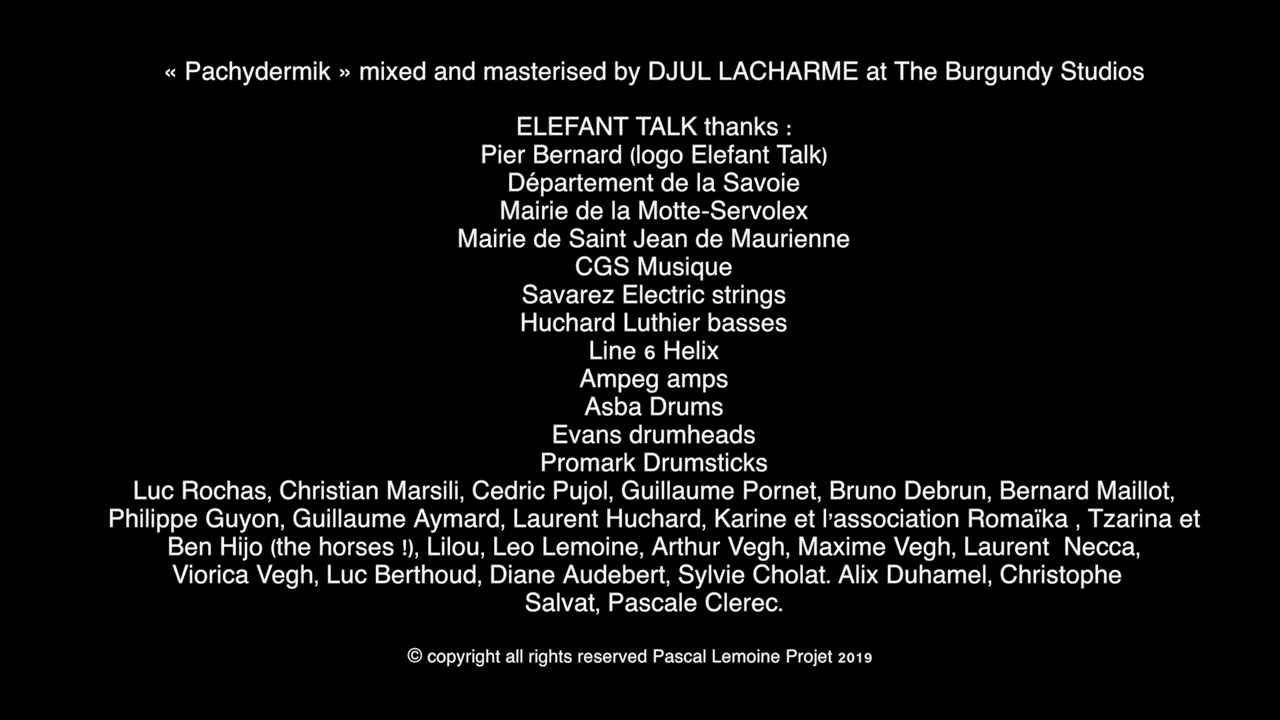 « Pachydermik » mixed and masterised by DJUL LACHARME at The Burgundy Studios
ELEFANT TALK thanks :
Pier Bernard (logo Elefant Talk)
Département de la Savoie
Mairie de la Motte-Servolex
Mairie de Saint Jean de Maurienne
CGS Musique
Savarez Electric strings
Huchard Luthier basses
Line 6 Helix
Ampeg amps
Asba Drums
Evans drumheads
Promark Drumsticks
Luc Rochas, Christian Marsili, Cedric Pujol, Guillaume Pornet, Bruno Debrun, Bernard Maillot,
Philippe Guyon, Guillaume Aymard, Laurent Huchard, Karine et l'association Romaïka , Tzarina et
Ben Hijo (the horses !), Lilou, Leo Lemoine, Arthur Vegh, Maxime Vegh, Laurent  Necca,
Viorica Vegh, Luc Berthoud, Diane Audebert, Sylvie Cholat. Alix Duhamel, Christophe
Salvat, Pascale Clerec.
© copyright all rights reserved Pascal Lemoine Projet 2019